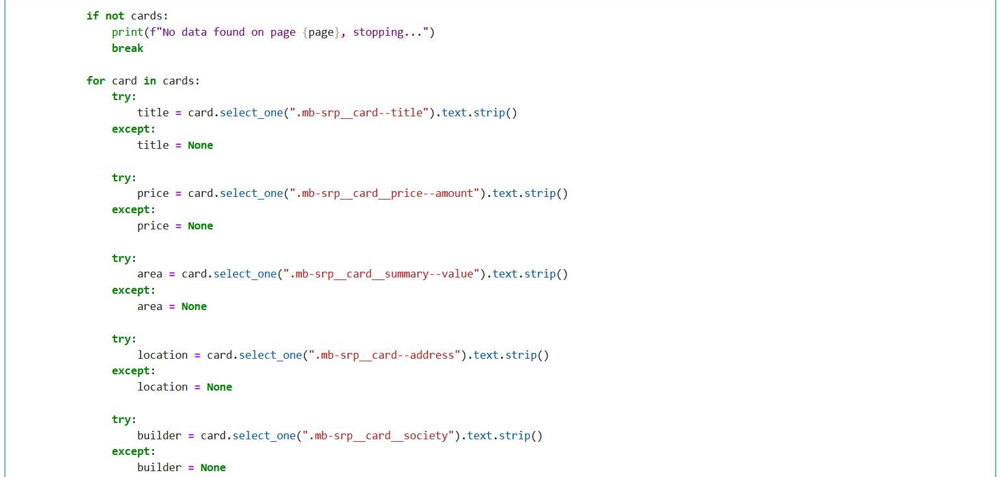 if not cards:
    print(f"No data found on page {page}, stopping...")
    break

for card in cards:
    try:
        title = card.select_one(".mb-srp__card--title").text.strip()
    except:
        title = None

    try:
        price = card.select_one(".mb-srp__card__price--amount").text.strip()
    except:
        price = None

    try:
        area = card.select_one(".mb-srp__card__summary--value").text.strip()
    except:
        area = None

    try:
        location = card.select_one(".mb-srp__card--address").text.strip()
    except:
        location = None

    try:
        builder = card.select_one(".mb-srp__card__society").text.strip()
    except:
        builder = None